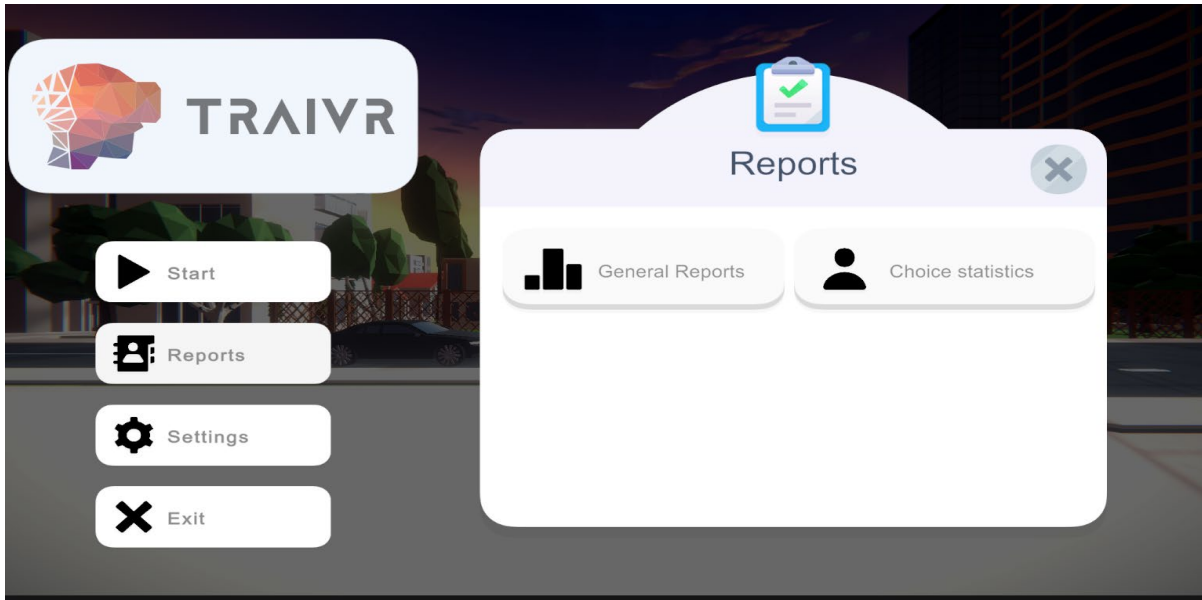 TRAIVR
Start
Reports
Settings
Exit
Reports
General Reports
Choice statistics